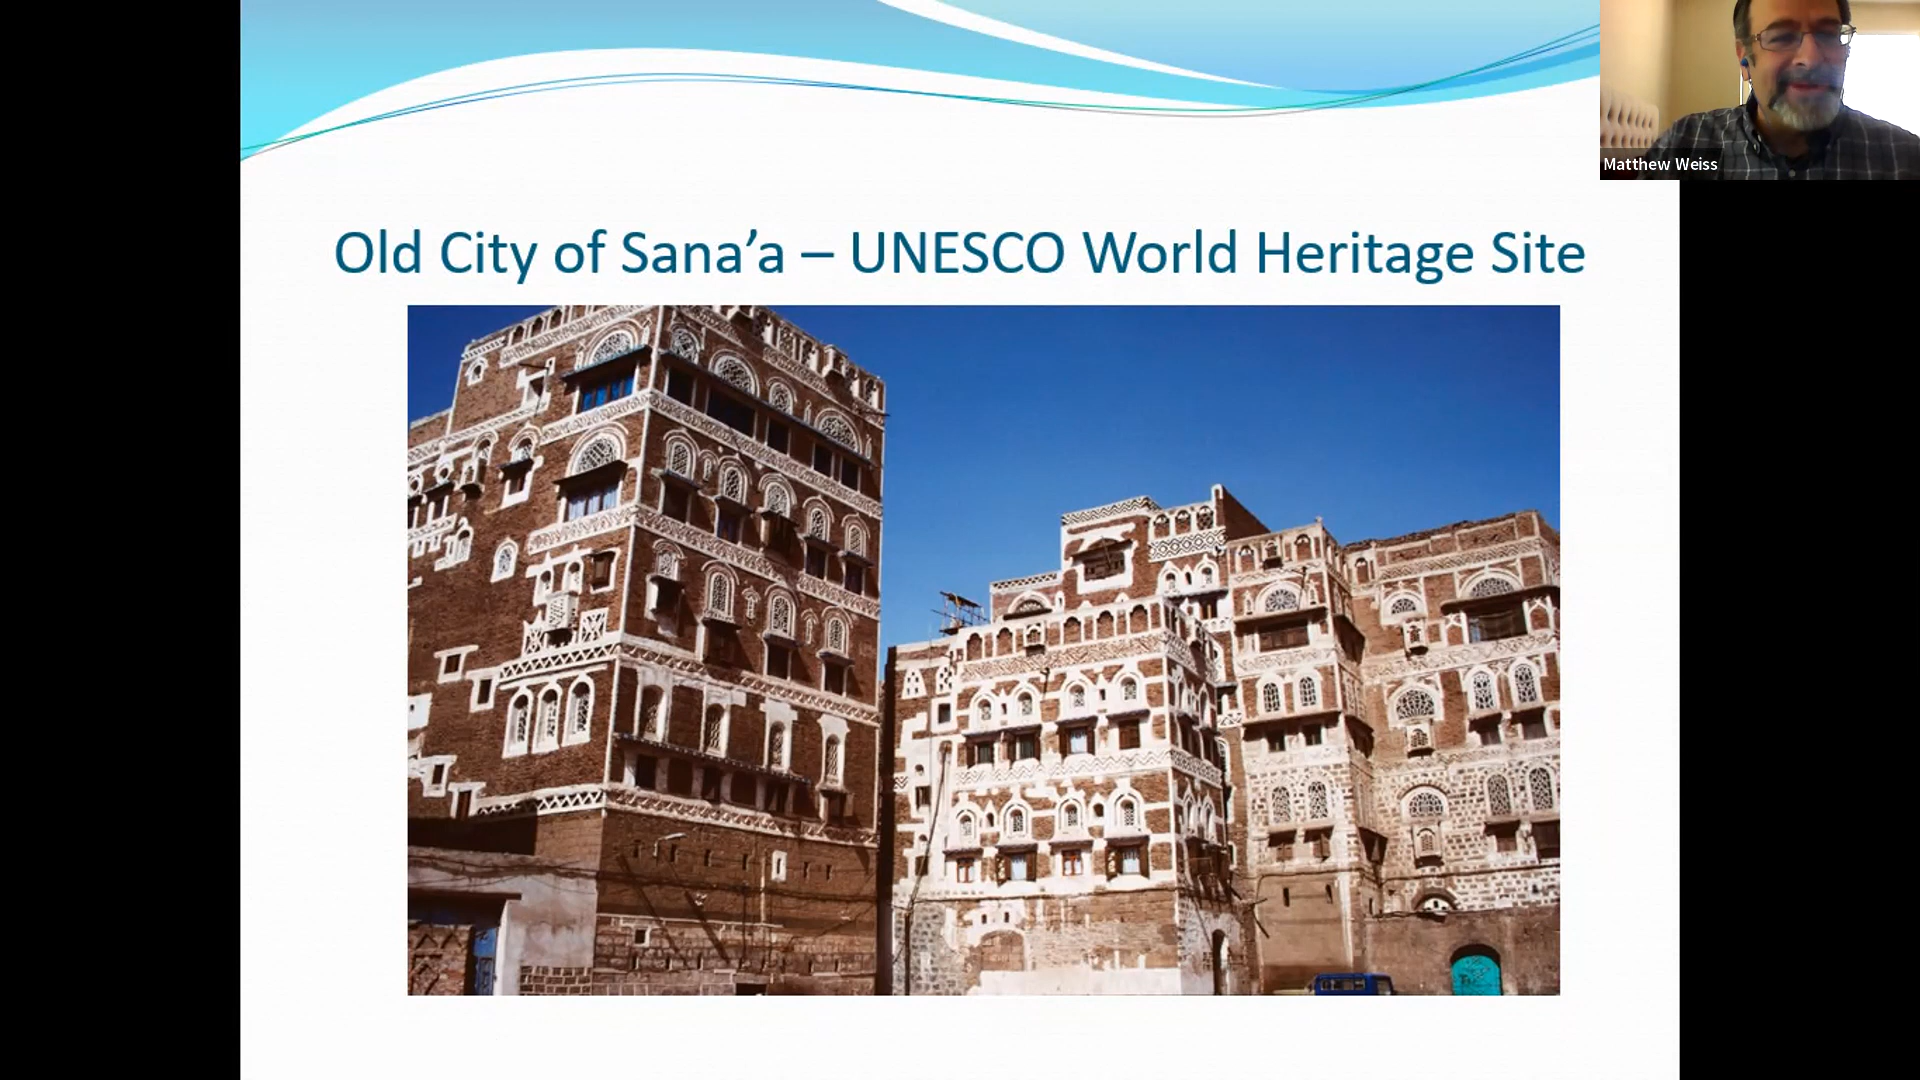 Old City of Sana’a – UNESCO World Heritage Site
Matthew Weiss